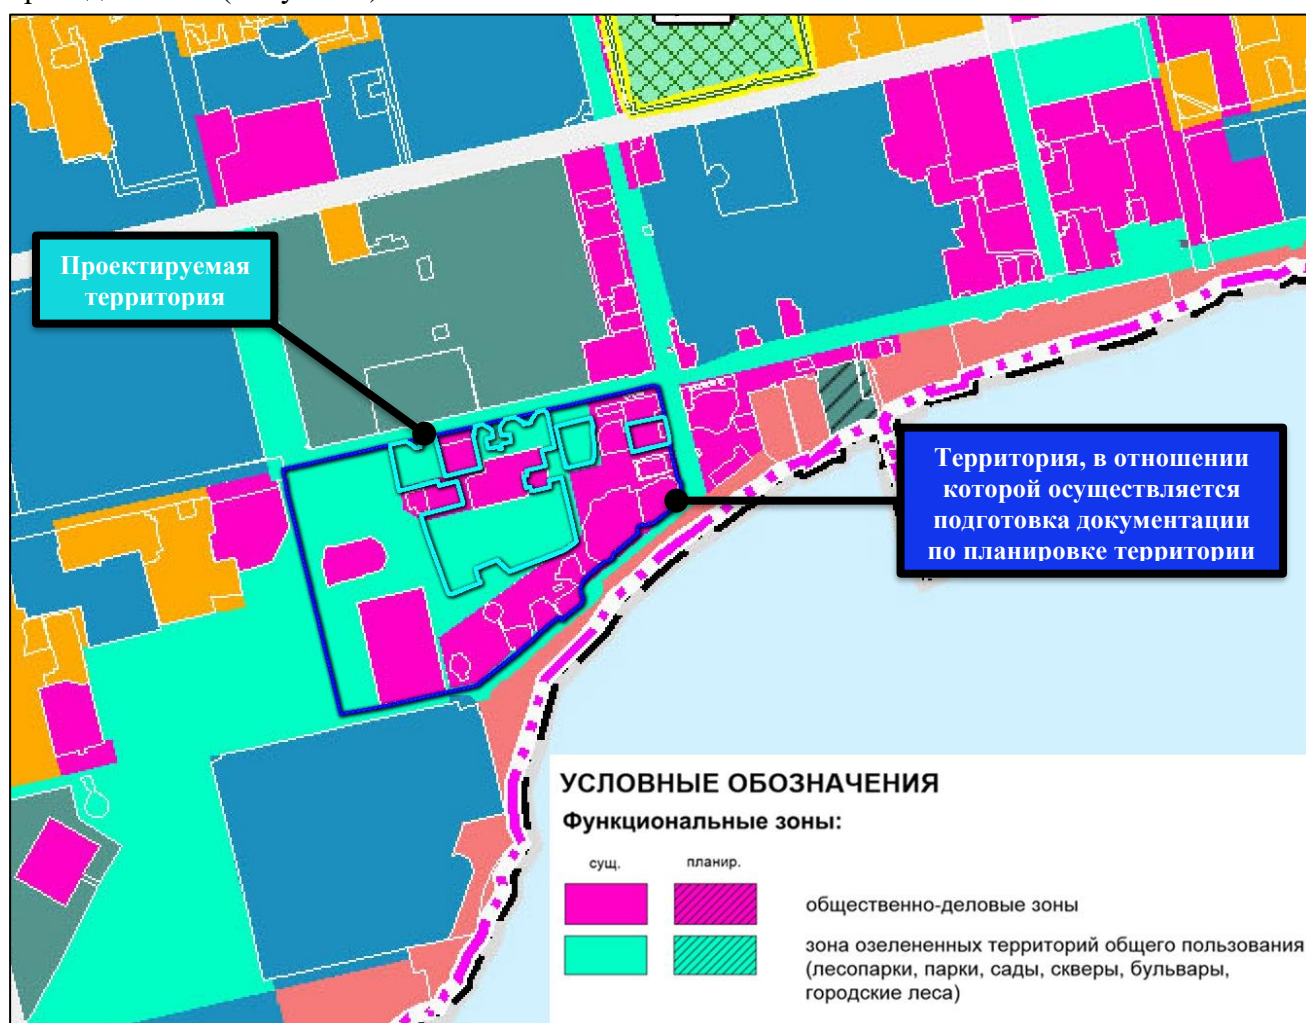 Проектируемая
территория
Территория, в отношении
которой осуществляется
подготовка документации
по планировке территории
УСЛОВНЫЕ ОБОЗНАЧЕНИЯ
Функциональные зоны:
сущ. планир.
общественно-деловые зоны
зона озелененных территорий общего пользования
(лесопарки, парки, сады, скверы, бульвары,
городские леса)